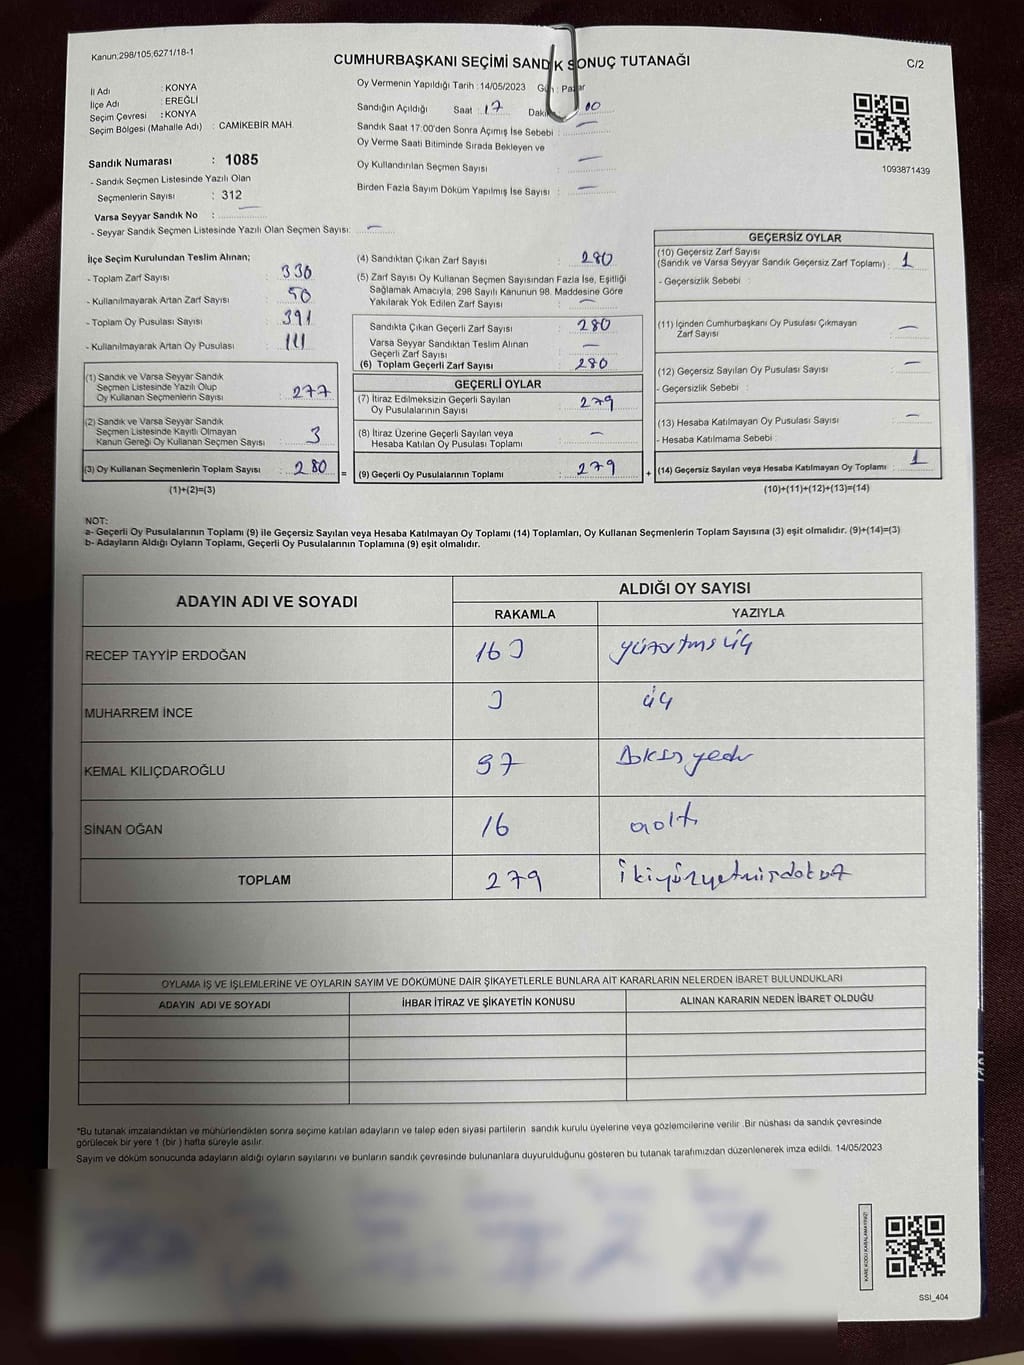 Kanun,298/105,6271/18-1
CUMHURBAŞKANI SEÇİMİ SANDIK SONUÇ TUTANAĞI
C/2
İl Adı : KONYA
İlçe Adı : EREĞLİ
Seçim Çevresi : KONYA
Seçim Bölgesi (Mahalle Adı) : CAMİKEBİR MAH
Sandık Numarası : 1085
- Sandık Seçmen Listesinde Yazılı Olan
Seçmenlerin Sayısı : 312
Varsa Seyyar Sandık No : —
- Seyyar Sandık Seçmen Listesinde Yazılı Olan Seçmen Sayısı: —
Oy Vermenin Yapıldığı Tarih : 14/05/2023 Gün : Pazar
Sandığın Açıldığı Saat : 17 Dakika 00
Sandık Saat 17:00'den Sonra Açımış İse Sebebi : —
Oy Verme Saati Bitiminde Sırada Bekleyen ve
Oy Kullandırılan Seçmen Sayısı : —
Birden Fazla Sayım Döküm Yapılmış İse Sayısı : —
1093871439
İlçe Seçim Kurulundan Teslim Alınan;
- Toplam Zarf Sayısı : 330
- Kullanılmayarak Artan Zarf Sayısı : 50
- Toplam Oy Pusulası Sayısı : 391
- Kullanılmayarak Artan Oy Pusulası : 111
(1) Sandık ve Varsa Seyyar Sandık
Seçmen Listesinde Yazılı Olup
Oy Kullanan Seçmenlerin Sayısı : 277
(2) Sandık ve Varsa Seyyar Sandık
Seçmen Listesinde Kayıtlı Olmayan
Kanun Gereği Oy Kullanan Seçmen Sayısı : 3
(3) Oy Kullanan Seçmenlerin Toplam Sayısı : 280 =
(1)+(2)=(3)
(4) Sandıktan Çıkan Zarf Sayısı : 280
(5) Zarf Sayısı Oy Kullanan Seçmen Sayısından Fazla İse, Eşitliği
Sağlamak Amacıyla, 298 Sayılı Kanunun 98. Maddesine Göre
Yakılarak Yok Edilen Zarf Sayısı : —
Sandıkta Çıkan Geçerli Zarf Sayısı : 280
Varsa Seyyar Sandıktan Teslim Alınan
Geçerli Zarf Sayısı : —
(6) Toplam Geçerli Zarf Sayısı : 280
GEÇERLİ OYLAR
(7) İtiraz Edilmeksizin Geçerli Sayılan
Oy Pusulalarının Sayısı : 279
(8) İtiraz Üzerine Geçerli Sayılan veya
Hesaba Katılan Oy Pusulası Toplamı : —
(9) Geçerli Oy Pusulalarının Toplamı : 279 +
GEÇERSİZ OYLAR
(10) Geçersiz Zarf Sayısı
(Sandık ve Varsa Seyyar Sandık Geçersiz Zarf Toplamı) : 1
- Geçersizlik Sebebi :
(11) İçinden Cumhurbaşkanı Oy Pusulası Çıkmayan
Zarf Sayısı : —
(12) Geçersiz Sayılan Oy Pusulası Sayısı : —
- Geçersizlik Sebebi :
(13) Hesaba Katılmayan Oy Pusulası Sayısı : —
- Hesaba Katılmama Sebebi :
(14) Geçersiz Sayılan veya Hesaba Katılmayan Oy Toplamı : 1
(10)+(11)+(12)+(13)=(14)
NOT:
a- Geçerli Oy Pusulalarının Toplamı (9) ile Geçersiz Sayılan veya Hesaba Katılmayan Oy Toplamı (14) Toplamları, Oy Kullanan Seçmenlerin Toplam Sayısına (3) eşit olmalıdır. (9)+(14)=(3)
b- Adayların Aldığı Oyların Toplamı, Geçerli Oy Pusulalarının Toplamına (9) eşit olmalıdır.
ADAYIN ADI VE SOYADI ALDIĞI OY SAYISI
RAKAMLA YAZIYLA
RECEP TAYYİP ERDOĞAN 163 yüzatmışüç
MUHARREM İNCE 3 üç
KEMAL KILIÇDAROĞLU 97 Doksan yedi
SİNAN OĞAN 16 onaltı
TOPLAM 279 ikiyüzyetmişdokuz
OYLAMA İŞ VE İŞLEMLERİNE VE OYLARIN SAYIM VE DÖKÜMÜNE DAİR ŞİKAYETLERLE BUNLARA AİT KARARLARIN NELERDEN İBARET BULUNDUKLARI
ADAYIN ADI VE SOYADI İHBAR İTİRAZ VE ŞİKAYETİN KONUSU ALINAN KARARIN NEDEN İBARET OLDUĞU
*Bu tutanak imzalandıktan ve mühürlendikten sonra seçime katılan adayların ve talep eden siyasi partilerin sandık kurulu üyelerine veya gözlemcilerine verilir .Bir nüshası da sandık çevresinde
görülecek bir yere 1 (bir ) hafta süreyle asılır.
Sayım ve döküm sonucunda adayların aldığı oyların sayılarını ve bunların sandık çevresinde bulunanlara duyurulduğunu gösteren bu tutanak tarafımızdan düzenlenerek imza edildi. 14/05/2023
KARE KODU KARALAMAYINIZ!
SSI_404